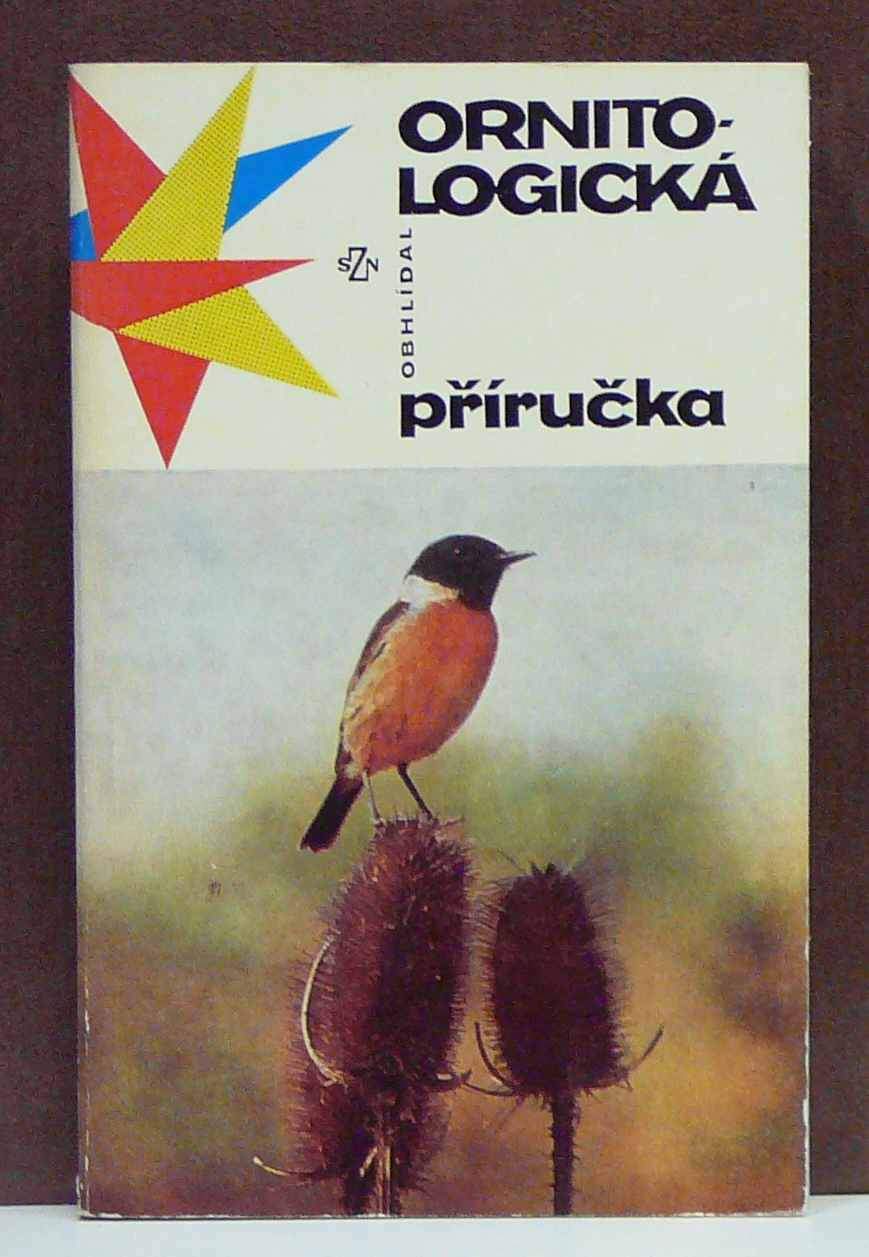 ORNITO-
LOGICKÁ
SZN
OBHLÍDAL
příručka